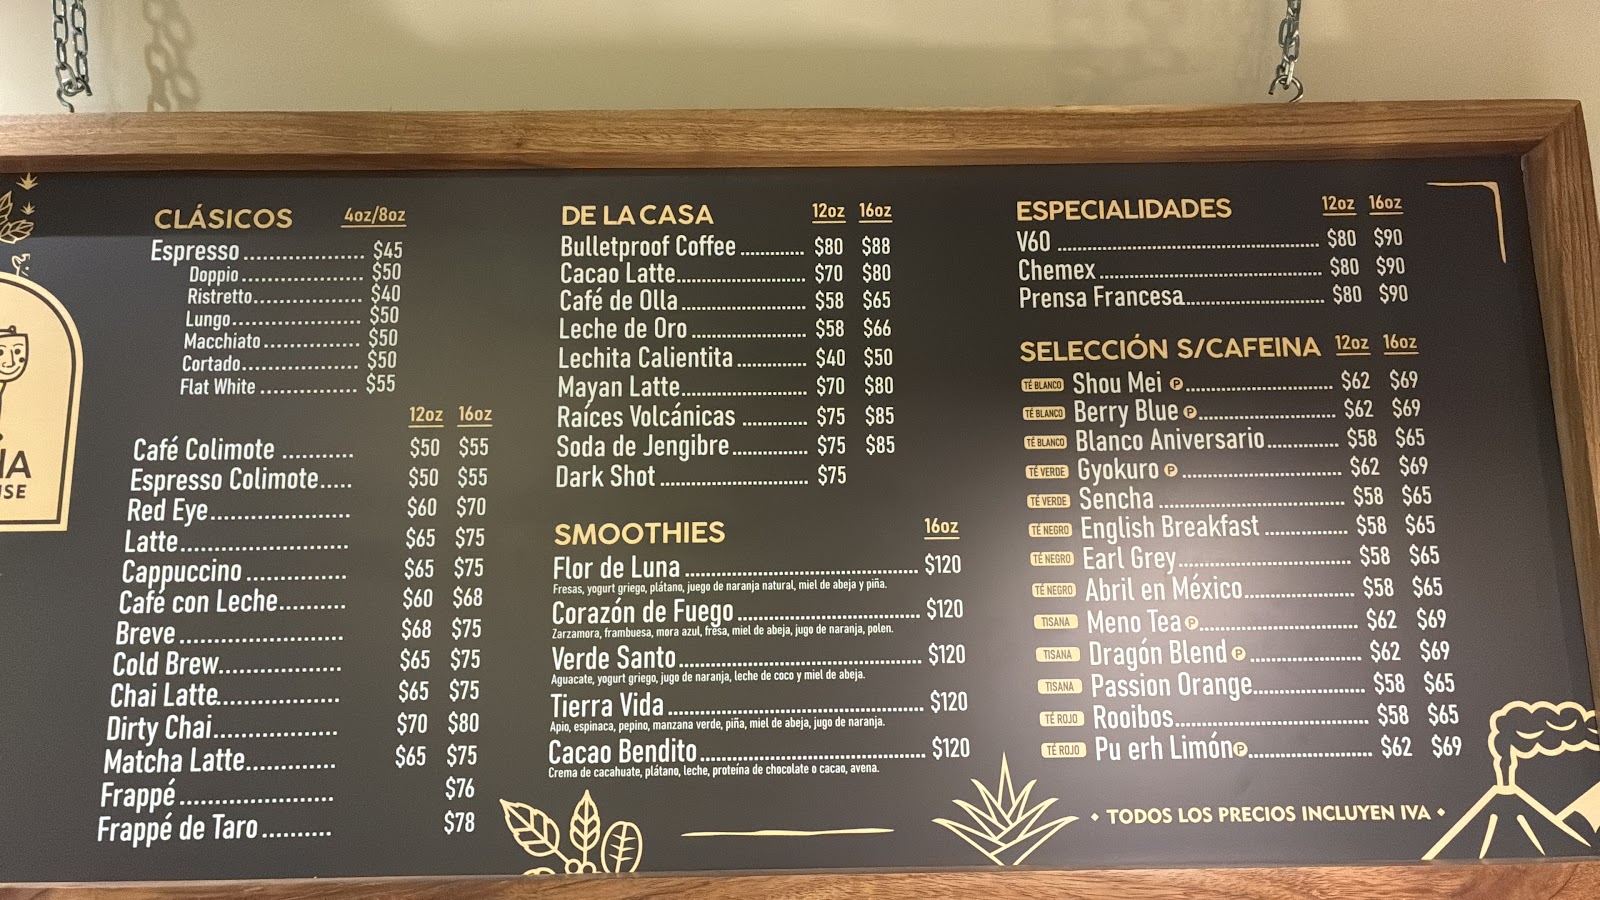 CLÁSICOS 4oz/8oz
Espresso $45
Doppio $50
Ristretto $40
Lungo $50
Macchiato $50
Cortado $50
Flat White $55
12oz 16oz
Café Colimote $50 $55
Espresso Colimote $50 $55
Red Eye $60 $70
Latte $65 $75
Cappuccino $65 $75
Café con Leche $60 $68
Breve $68 $75
Cold Brew $65 $75
Chai Latte $65 $75
Dirty Chai $70 $80
Matcha Latte $65 $75
Frappé $76
Frappé de Taro $78
DE LA CASA 12oz 16oz
Bulletproof Coffee $80 $88
Cacao Latte $70 $80
Café de Olla $58 $65
Leche de Oro $58 $66
Lechita Calientita $40 $50
Mayan Latte $70 $80
Raíces Volcánicas $75 $85
Soda de Jengibre $75 $85
Dark Shot $75
SMOOTHIES 16oz
Flor de Luna $120
Fresas, yogurt griego, plátano, juego de naranja natural, miel de abeja y piña.
Corazón de Fuego $120
Zarzamora, frambuesa, mora azul, fresa, miel de abeja, jugo de naranja, polen.
Verde Santo $120
Aguacate, yogurt griego, jugo de naranja, leche de coco y miel de abeja.
Tierra Vida $120
Apio, espinaca, pepino, manzana verde, piña, miel de abeja, jugo de naranja.
Cacao Bendito $120
Crema de cacahuate, plátano, leche, proteína de chocolate o cacao, avena.
ESPECIALIDADES 12oz 16oz
V60 $80 $90
Chemex $80 $90
Prensa Francesa $80 $90
SELECCIÓN S/CAFEINA 12oz 16oz
TÉ BLANCO Shou Mei P $62 $69
TÉ BLANCO Berry Blue P $62 $69
TÉ BLANCO Blanco Aniversario $58 $65
TÉ VERDE Gyokuro P $62 $69
TÉ VERDE Sencha $58 $65
TÉ NEGRO English Breakfast $58 $65
TÉ NEGRO Earl Grey $58 $65
TÉ NEGRO Abril en México $58 $65
TISANA Meno Tea P $62 $69
TISANA Dragón Blend P $62 $69
TISANA Passion Orange $58 $65
TÉ ROJO Rooibos $58 $65
TÉ ROJO Pu erh Limón P $62 $69
TODOS LOS PRECIOS INCLUYEN IVA